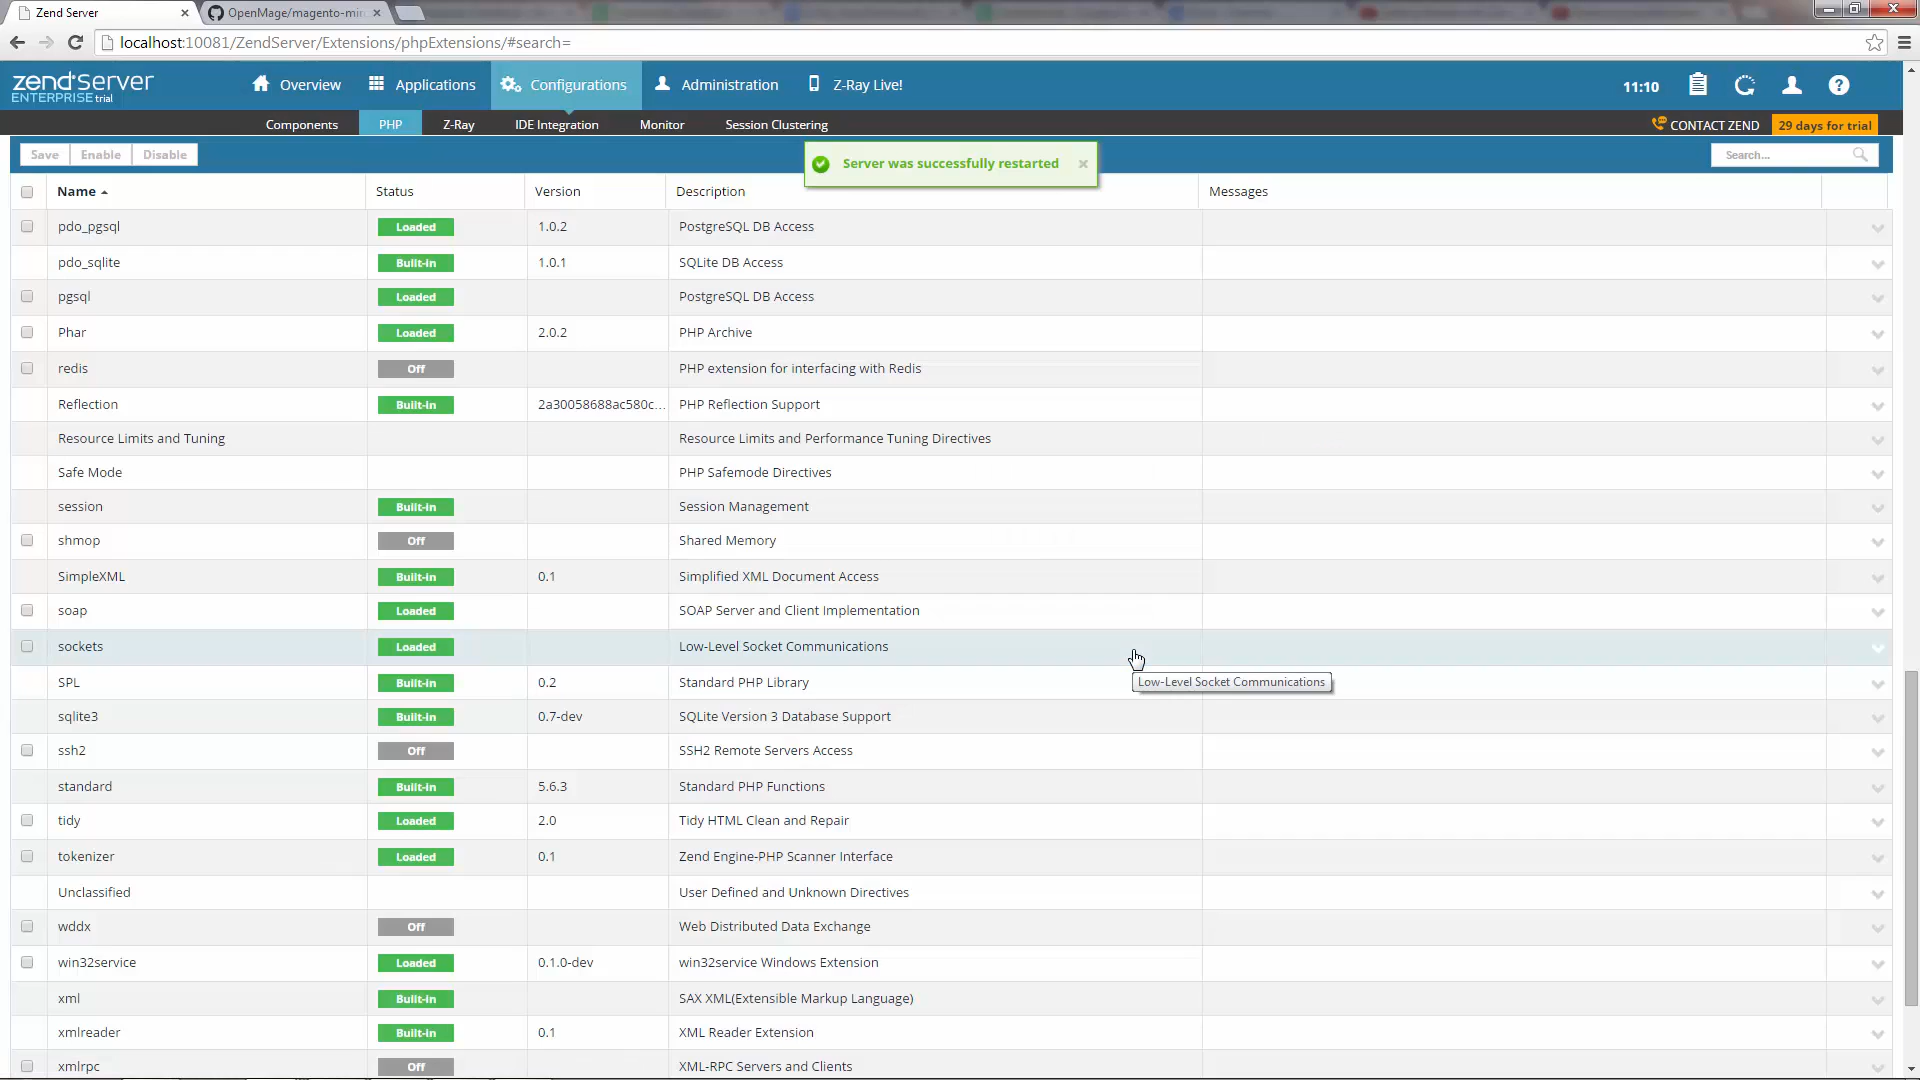 Zend Server
OpenMage/magento-mir
localhost:10081/ZendServer/Extensions/phpExtensions/#search=
zend Server
ENTERPRISE trial
Overview
Applications
Configurations
Administration
Z-Ray Live!
11:10
Components
PHP
Z-Ray
IDE Integration
Monitor
Session Clustering
CONTACT ZEND
29 days for trial
Save
Enable
Disable
Server was successfully restarted
Search...
Name Status Version Description Messages
pdo_pgsql Loaded 1.0.2 PostgreSQL DB Access
pdo_sqlite Built-in 1.0.1 SQLite DB Access
pgsql Loaded PostgreSQL DB Access
Phar Loaded 2.0.2 PHP Archive
redis Off PHP extension for interfacing with Redis
Reflection Built-in 2a30058688ac580c... PHP Reflection Support
Resource Limits and Tuning Resource Limits and Performance Tuning Directives
Safe Mode PHP Safemode Directives
session Built-in Session Management
shmop Off Shared Memory
SimpleXML Built-in 0.1 Simplified XML Document Access
soap Loaded SOAP Server and Client Implementation
sockets Loaded Low-Level Socket Communications
Low-Level Socket Communications
SPL Built-in 0.2 Standard PHP Library
sqlite3 Built-in 0.7-dev SQLite Version 3 Database Support
ssh2 Off SSH2 Remote Servers Access
standard Built-in 5.6.3 Standard PHP Functions
tidy Loaded 2.0 Tidy HTML Clean and Repair
tokenizer Loaded 0.1 Zend Engine-PHP Scanner Interface
Unclassified User Defined and Unknown Directives
wddx Off Web Distributed Data Exchange
win32service Loaded 0.1.0-dev win32service Windows Extension
xml Built-in SAX XML(Extensible Markup Language)
xmlreader Built-in 0.1 XML Reader Extension
xmlrpc Off XML-RPC Servers and Clients